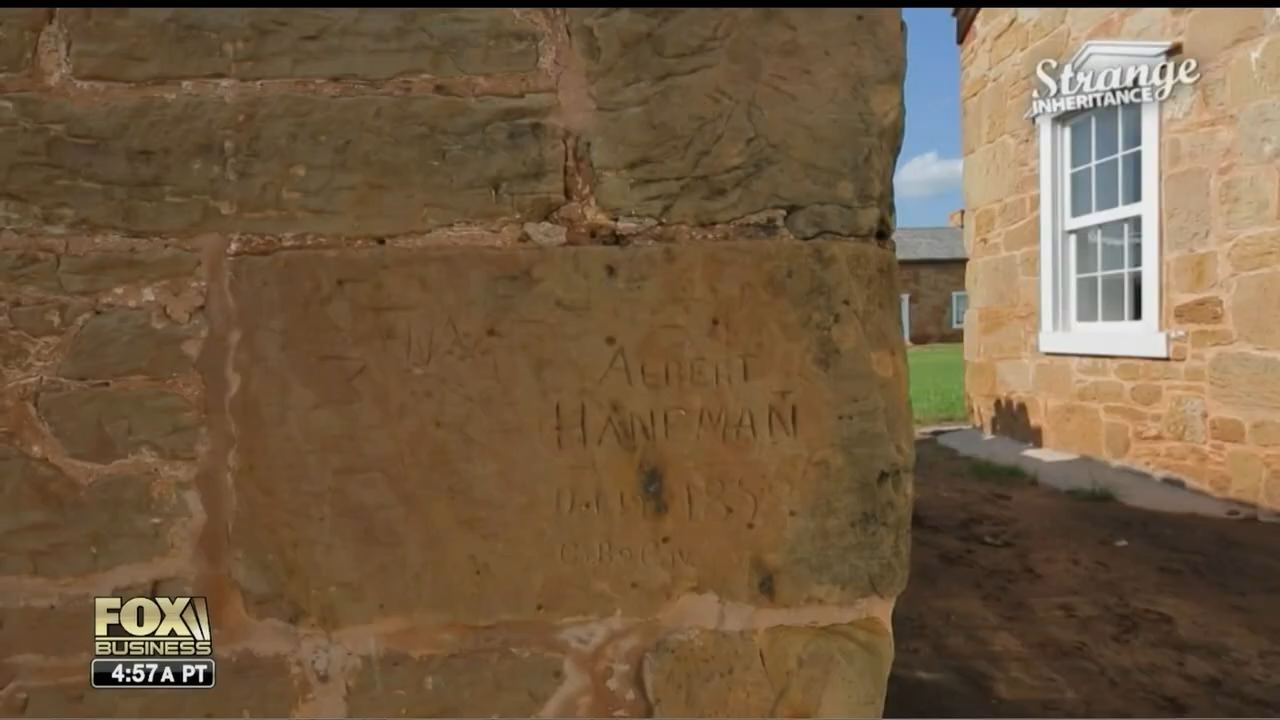 Strange
INHERITANCE
ALBERT
HANEMAN
FOX
BUSINESS
4:57A PT